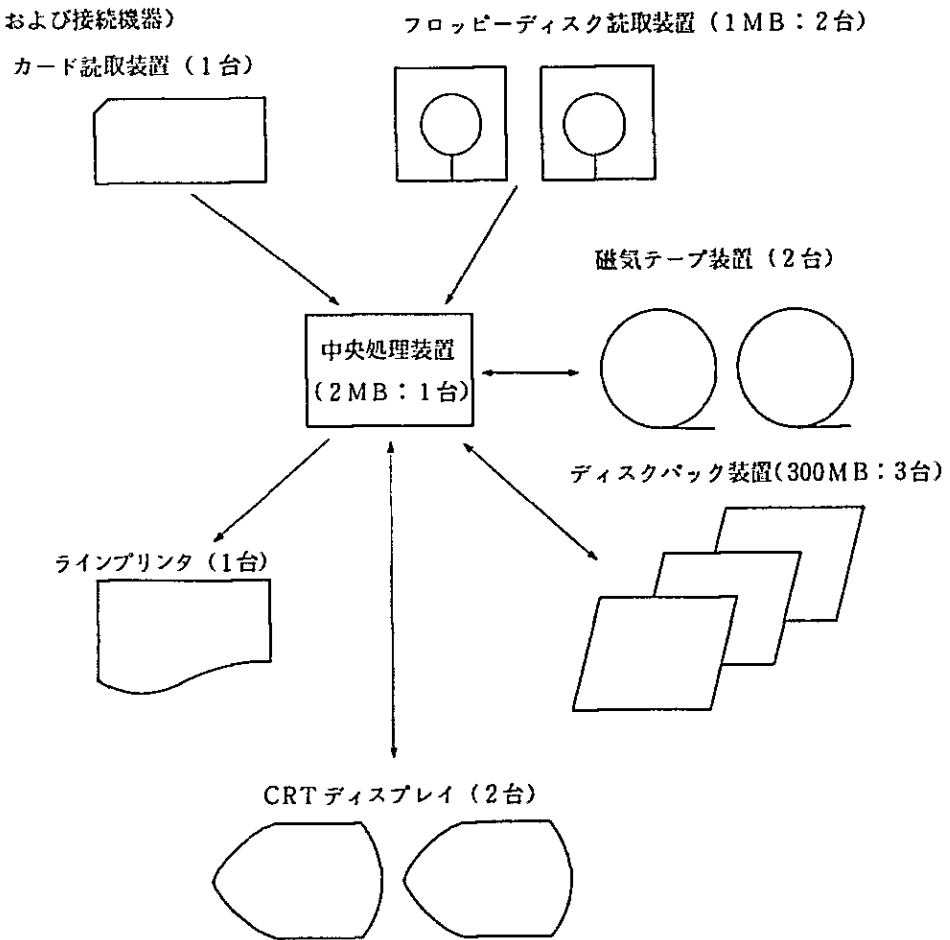 および接続機器）
フロッピーディスク読取装置（1MB：2台）
カード読取装置（1台）
磁気テープ装置（2台）
中央処理装置
（2MB：1台）
ディスクパック装置（300MB：3台）
ラインプリンタ（1台）
CRTディスプレイ（2台）